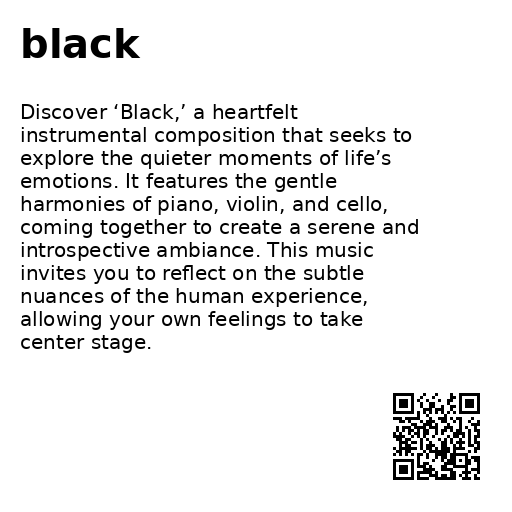 black
Discover ‘Black,’ a heartfelt
instrumental composition that seeks to
explore the quieter moments of life’s
emotions. It features the gentle
harmonies of piano, violin, and cello,
coming together to create a serene and
introspective ambiance. This music
invites you to reflect on the subtle
nuances of the human experience,
allowing your own feelings to take
center stage.